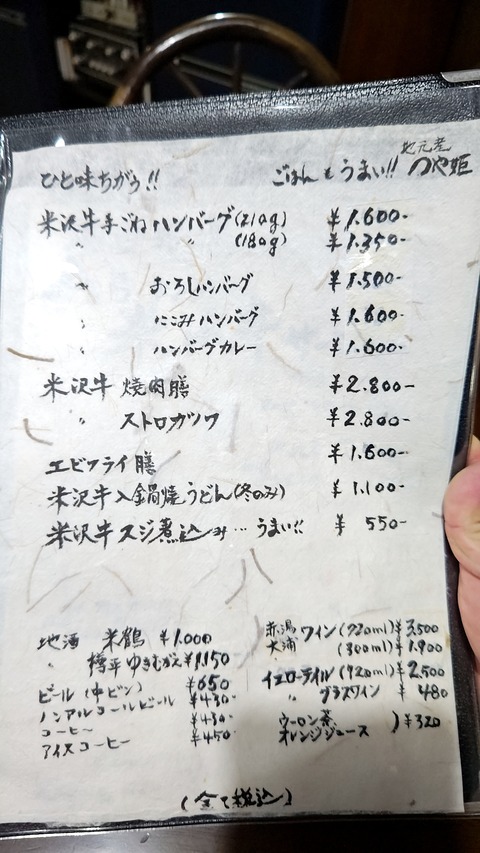 地元産
ひと味ちがう!! ごはんもうまい!! つや姫
米沢牛手ごねハンバーグ(210g) ¥1.600-
〃 〃 (180g) ¥1.350-
〃 おろしハンバーグ ¥1.500-
〃 にこみハンバーグ ¥1.600-
〃 ハンバーグカレー ¥1.600-
米沢牛 焼肉膳 ¥2.800-
〃 ストロガノフ ¥2.800-
エビフライ膳 ¥1.600-
米沢牛入鍋焼うどん(冬のみ) ¥1.100-
米沢牛スジ煮込み…うまい!! ¥550-
地酒 米鶴 ¥1.000
〃 樽平ゆきむかえ ¥1.150
ビール(中ビン) ¥650
ノンアルコールビール ¥430-
コーヒー ¥430-
アイスコーヒー ¥450-
赤湯 ワイン(720ml) ¥3.500
大浦 (300ml) ¥1.900
イエローテイル(720ml) ¥2,500
〃 グラスワイン ¥480
ウーロン茶
オレンジジュース )¥320
(全て税込)